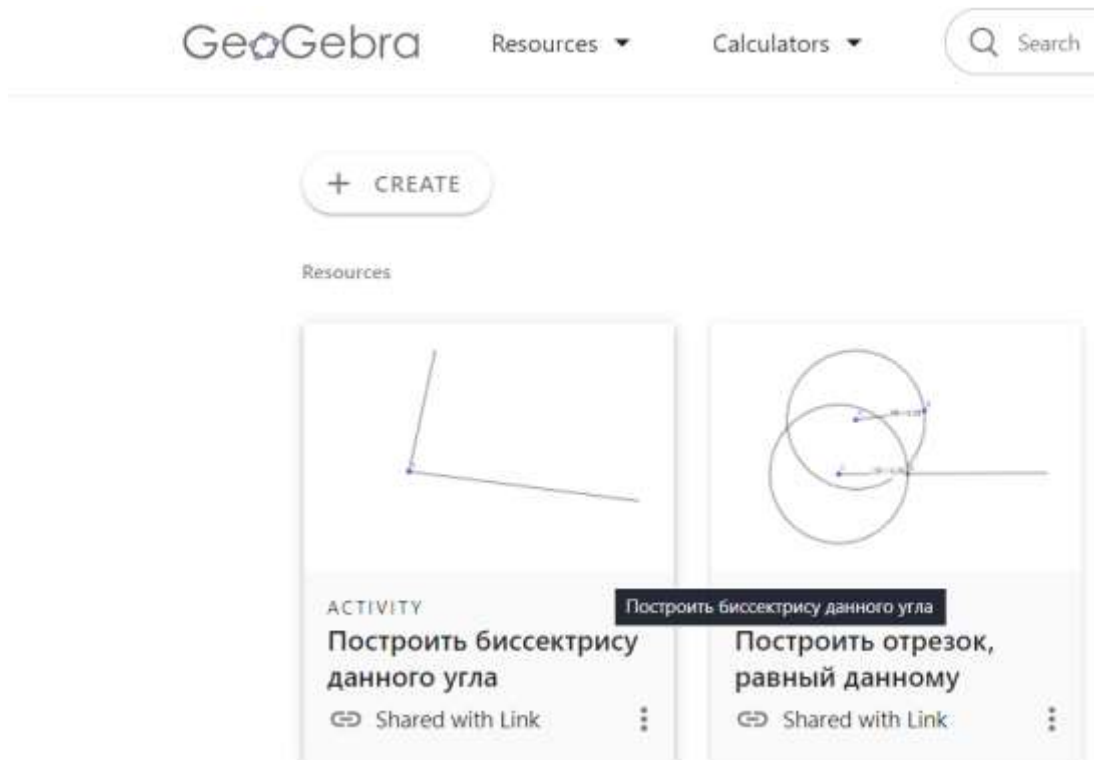 GeoGebra Resources Calculators Search
+ CREATE
Resources
ACTIVITY
Построить биссектрису данного угла
Построить биссектрису
данного угла
Shared with Link
Построить отрезок,
равный данному
Shared with Link